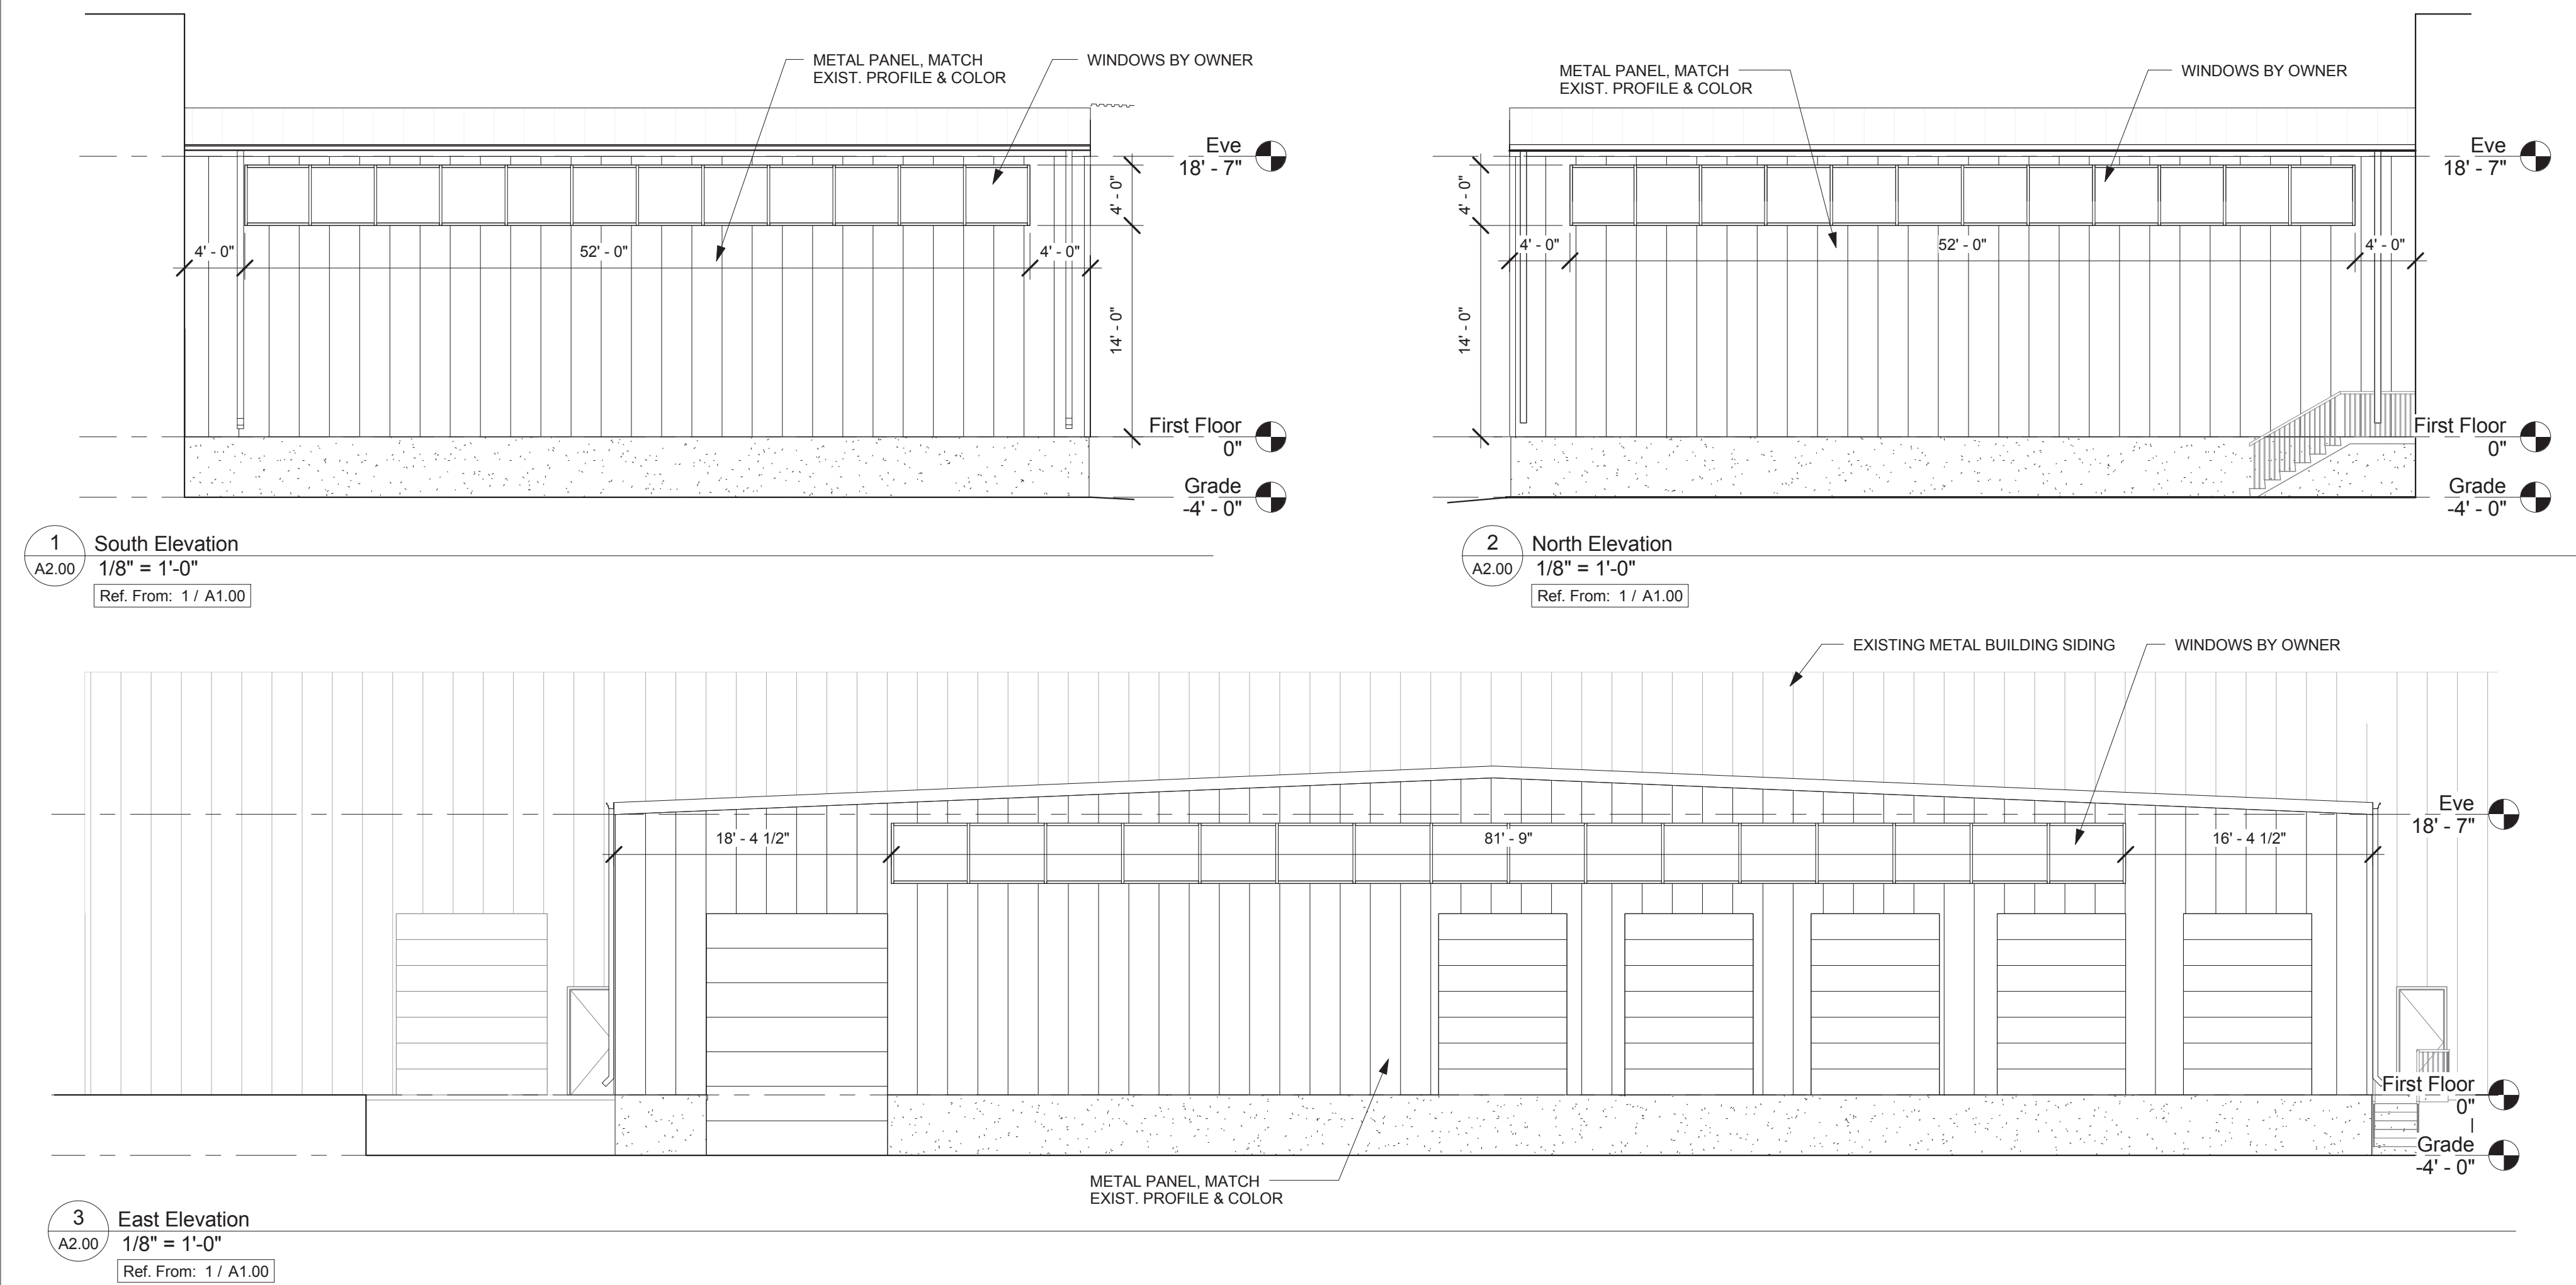 METAL PANEL, MATCH
EXIST. PROFILE & COLOR
WINDOWS BY OWNER
Eve
18' - 7"
4' - 0"
4' - 0"
52' - 0"
4' - 0"
14' - 0"
First Floor
0"
Grade
-4' - 0"
1
A2.00
South Elevation
1/8" = 1'-0"
Ref. From: 1 / A1.00
METAL PANEL, MATCH
EXIST. PROFILE & COLOR
WINDOWS BY OWNER
Eve
18' - 7"
4' - 0"
4' - 0"
52' - 0"
4' - 0"
14' - 0"
First Floor
0"
Grade
-4' - 0"
2
A2.00
North Elevation
1/8" = 1'-0"
Ref. From: 1 / A1.00
EXISTING METAL BUILDING SIDING
WINDOWS BY OWNER
Eve
18' - 7"
18' - 4 1/2"
81' - 9"
16' - 4 1/2"
First Floor
0"
Grade
-4' - 0"
METAL PANEL, MATCH
EXIST. PROFILE & COLOR
3
A2.00
East Elevation
1/8" = 1'-0"
Ref. From: 1 / A1.00